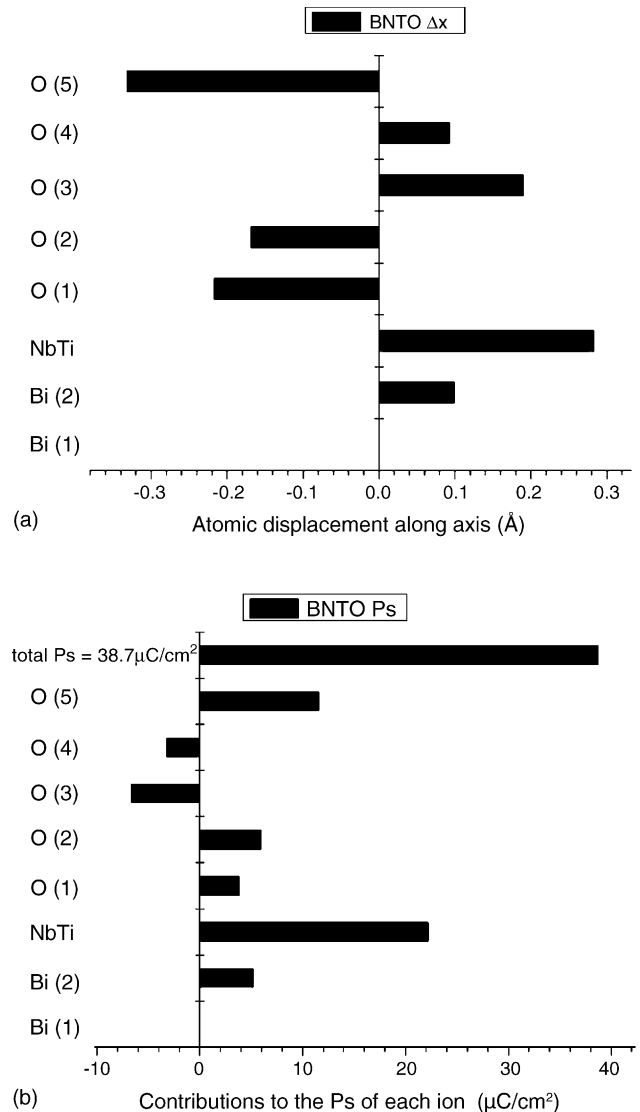 BNTO Δx
O (5)
O (4)
O (3)
O (2)
O (1)
NbTi
Bi (2)
Bi (1)
-0.3 -0.2 -0.1 0.0 0.1 0.2 0.3
(a) Atomic displacement along axis (Å)
BNTO Ps
total Ps = 38.7μC/cm²
O (5)
O (4)
O (3)
O (2)
O (1)
NbTi
Bi (2)
Bi (1)
-10 0 20 40
(b) Contributions to the Ps of each ion (μC/cm²)